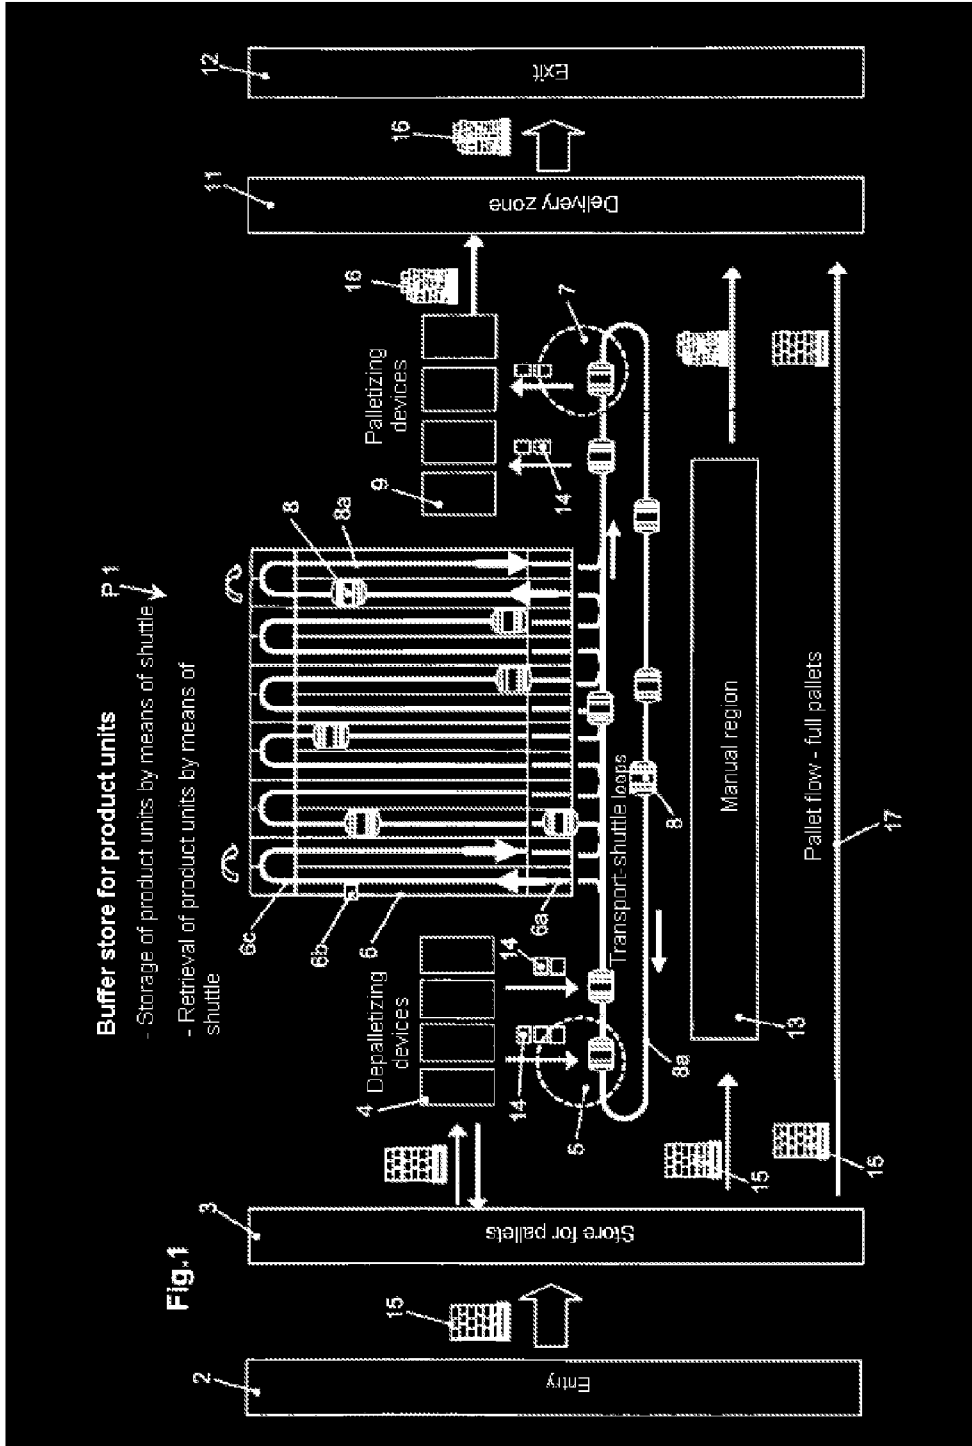 Fig.1
Buffer store for product units
- Storage of product units by means of shuttle
- Retrieval of product units by means of
shuttle
P1
2
Entry
15
3
Store for pallets
4
Depalletizing
devices
14
14
5
6
6a
6b
6c
8
8a
9
Palletizing
devices
14
7
16
11
Delivery zone
16
12
Exit
Transport-shuttle loops
8
8a
13
Manual region
15
15
Pallet flow - full pallets
17